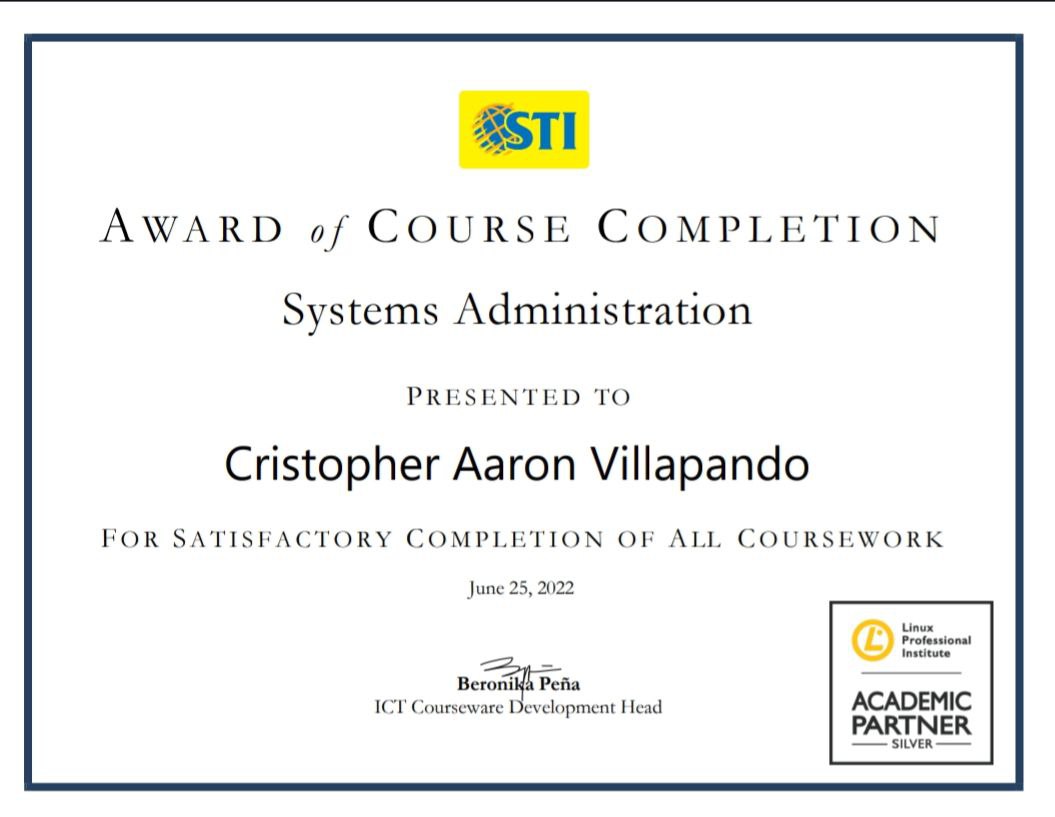 STI
AWARD of COURSE COMPLETION
Systems Administration
PRESENTED TO
Cristopher Aaron Villapando
FOR SATISFACTORY COMPLETION OF ALL COURSEWORK
June 25, 2022
Beronika Peña
ICT Courseware Development Head
Linux
Professional
Institute
ACADEMIC
PARTNER
SILVER